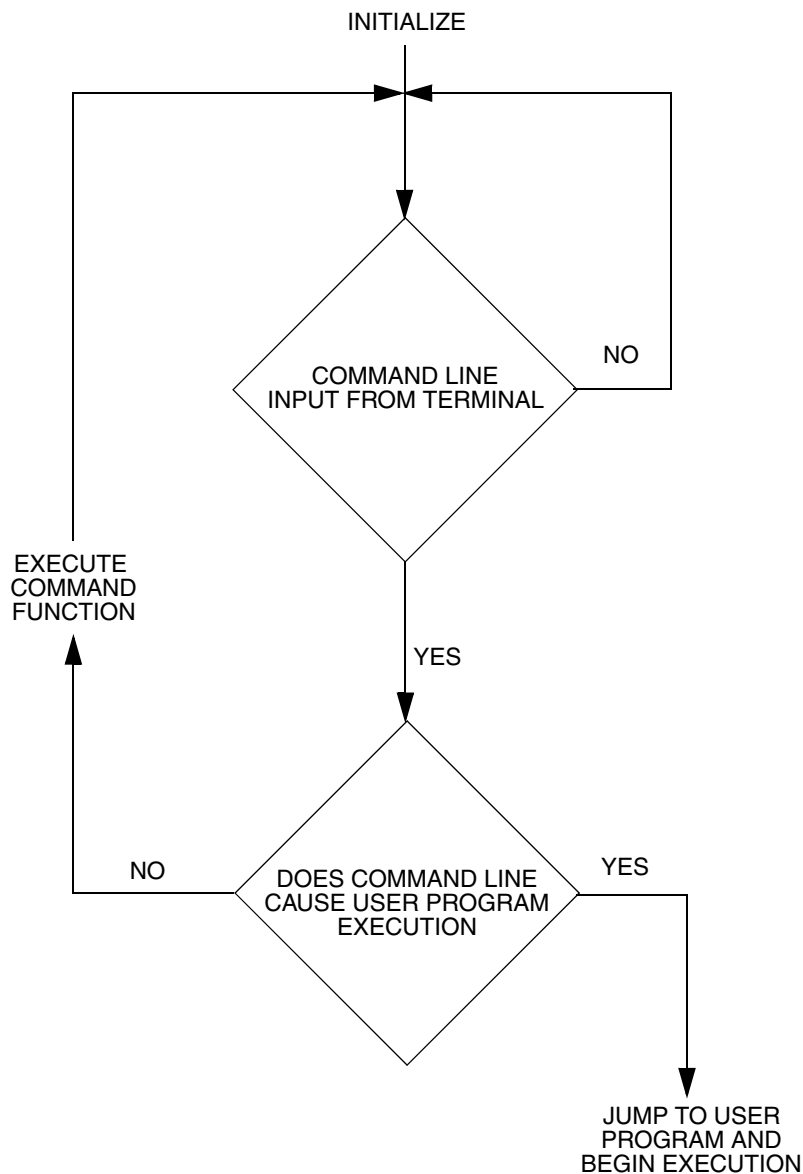 INITIALIZE
NO
COMMAND LINE
INPUT FROM TERMINAL
EXECUTE
COMMAND
FUNCTION
YES
NO
YES
DOES COMMAND LINE
CAUSE USER PROGRAM
EXECUTION
JUMP TO USER
PROGRAM AND
BEGIN EXECUTION